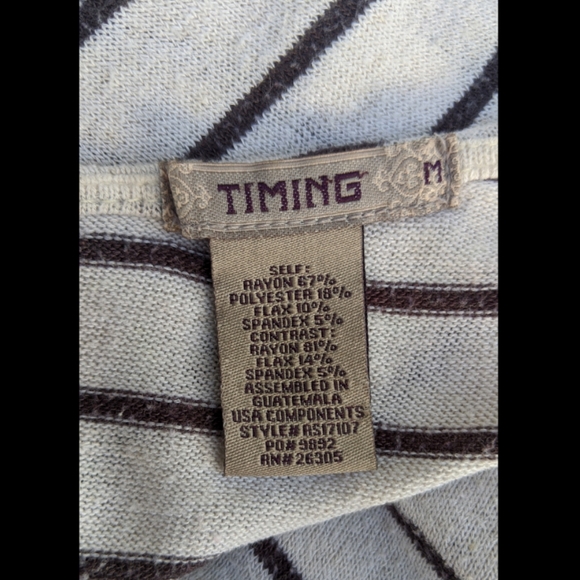 TIMING M
SELF:
RAYON 67%
POLYESTER 18%
FLAX 10%
SPANDEX 5%
CONTRAST:
RAYON 81%
FLAX 14%
SPANDEX 5%
ASSEMBLED IN
GUATEMALA
USA COMPONENTS
STYLE# RS17107
PO# 9892
RN# 26305